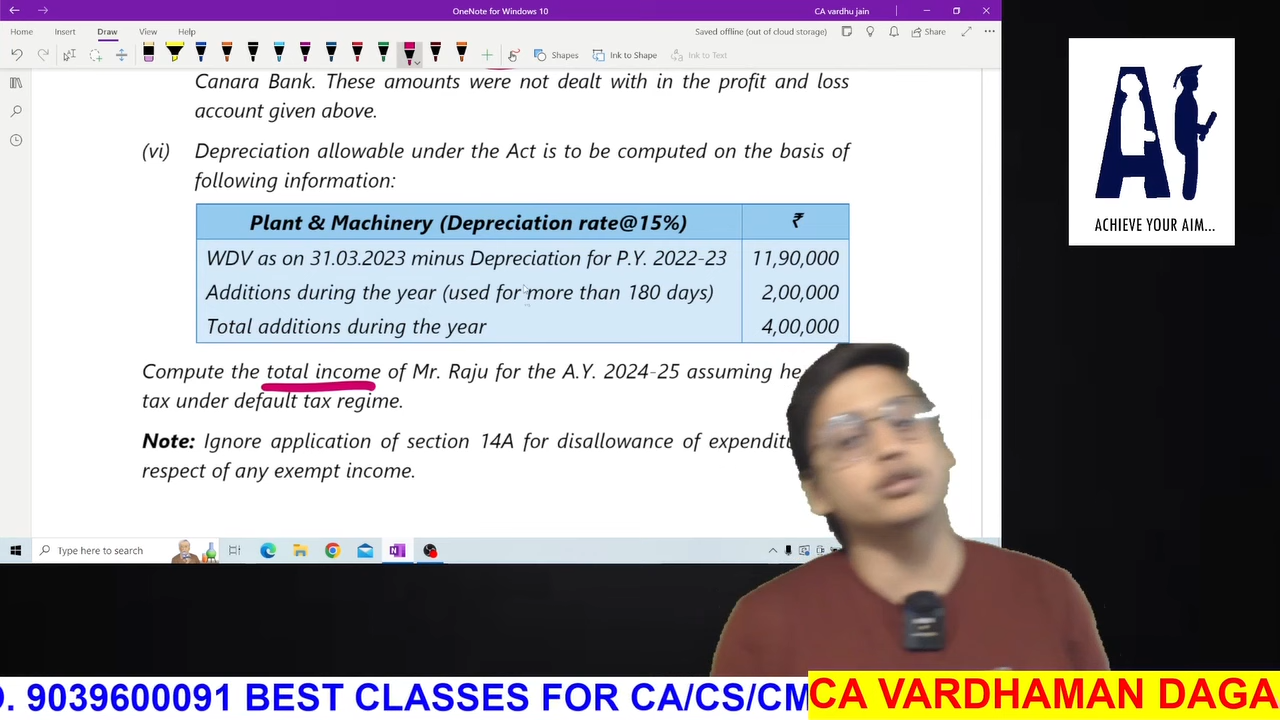 OneNote for Windows 10
CA vardhu jain
Home Insert Draw View Help
Saved offline (out of cloud storage)
Share
Shapes
Ink to Shape
Ink to Text
Canara Bank. These amounts were not dealt with in the profit and loss
account given above.
(vi) Depreciation allowable under the Act is to be computed on the basis of
following information:
Plant & Machinery (Depreciation rate@15%) ₹
WDV as on 31.03.2023 minus Depreciation for P.Y. 2022-23 11,90,000
Additions during the year (used for more than 180 days) 2,00,000
Total additions during the year 4,00,000
Compute the total income of Mr. Raju for the A.Y. 2024-25 assuming he
tax under default tax regime.
Note: Ignore application of section 14A for disallowance of
respect of any exempt income.
Type here to search
AI
ACHIEVE YOUR AIM...
9039600091 BEST CLASSES FOR CA/CS/CM
CA VARDHAMAN DAGA